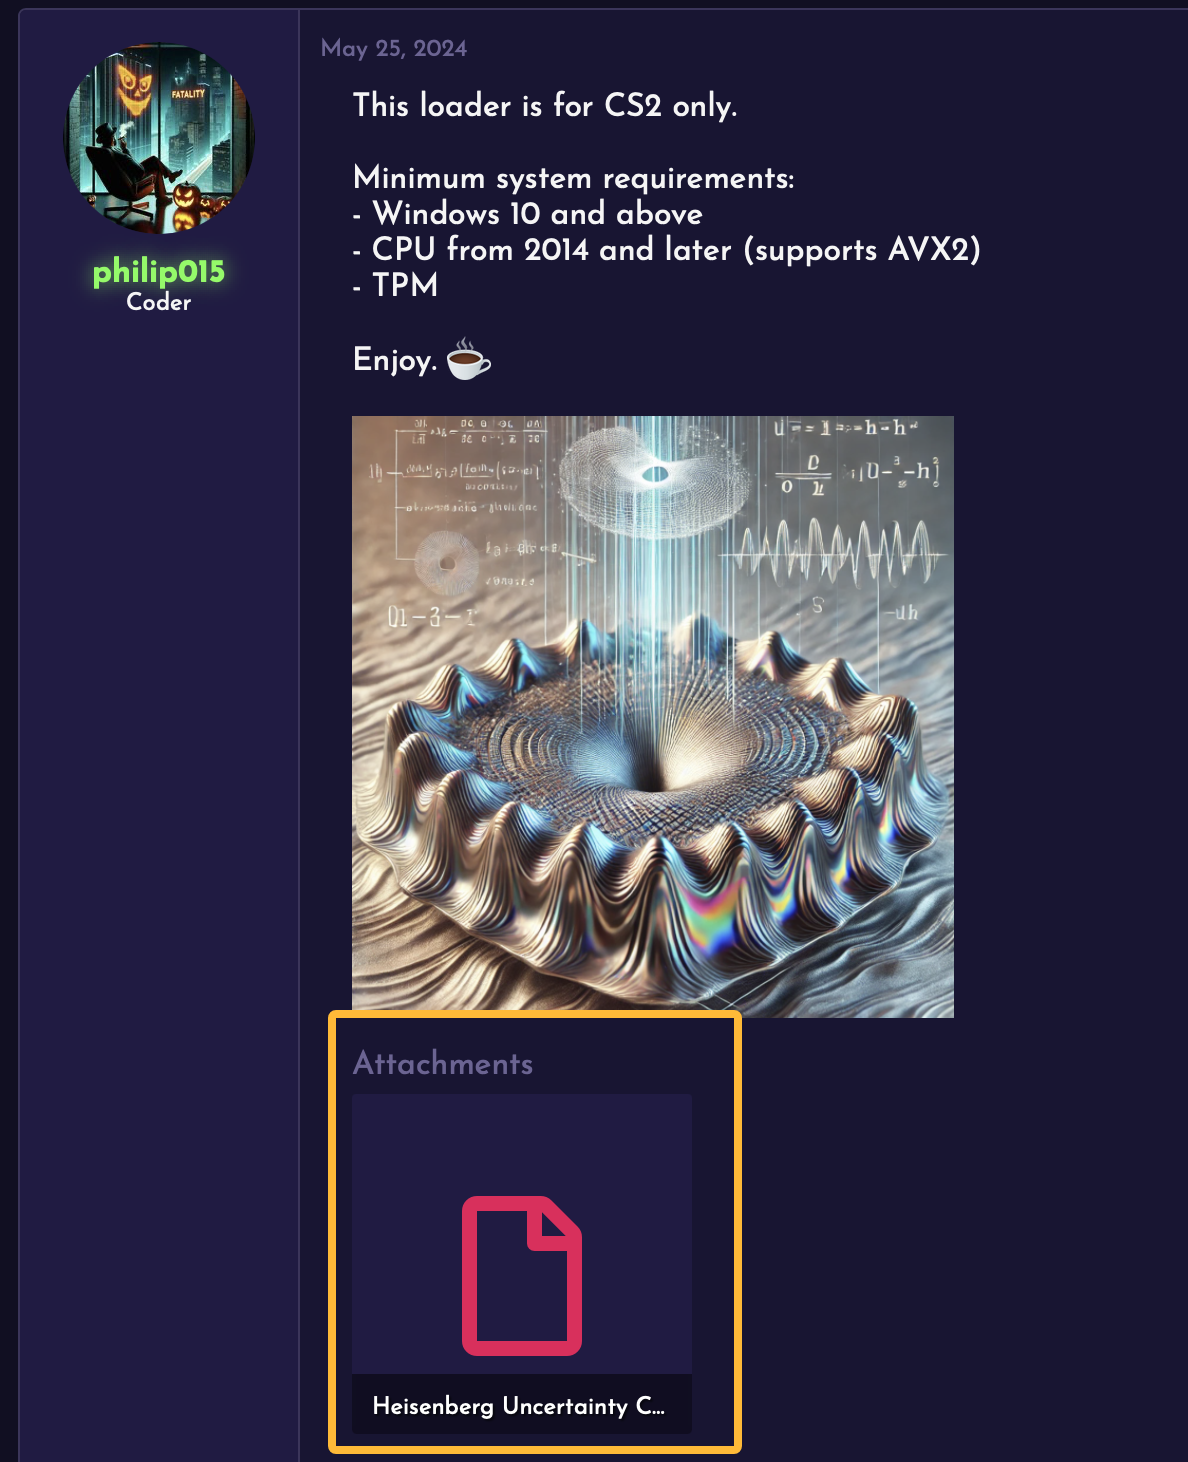 May 25, 2024
FATALITY
This loader is for CS2 only.
Minimum system requirements:
- Windows 10 and above
- CPU from 2014 and later (supports AVX2)
- TPM
philip015
Coder
Enjoy. ☕
Attachments
Heisenberg Uncertainty C...